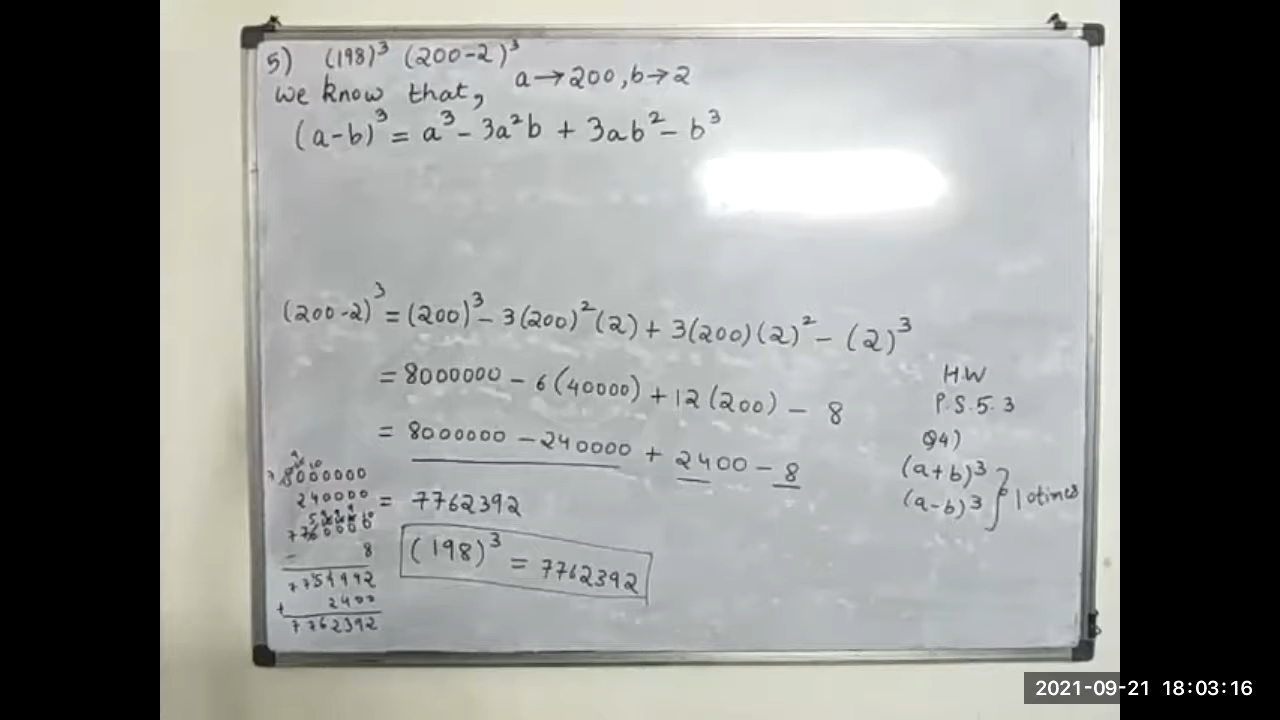 5) (198)³ (200-2)³
a→200, b→2
we know that,
(a-b)³ = a³ - 3a²b + 3ab² - b³
(200-2)³ = (200)³ - 3(200)²(2) + 3(200)(2)² - (2)³
= 8000000 - 6(40000) + 12(200) - 8
= 8000000 - 240000 + 2400 - 8
= 7762392
(198)³ = 7762392
H.W
P.S. 5.3
Q4)
(a+b)³
(a-b)³ } 10times
8000000
240000
7760000
- 8
7759992
+ 2400
7762392
2021-09-21 18:03:16